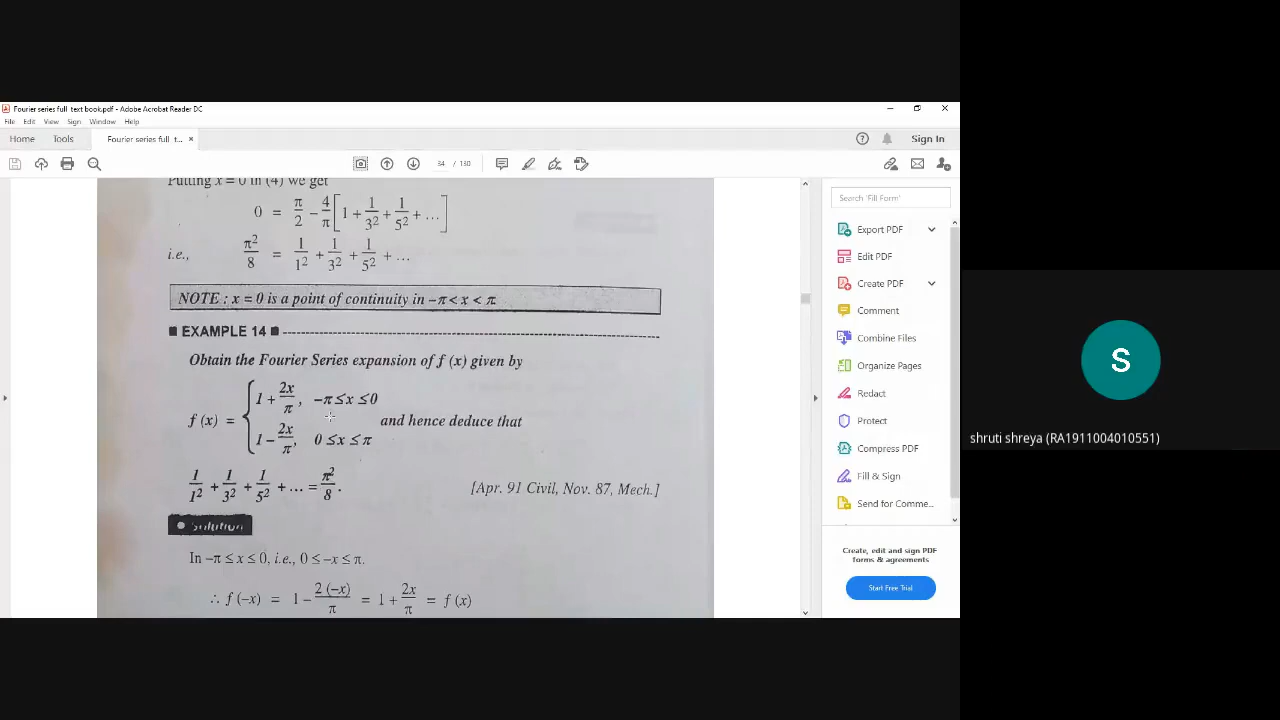 Fourier series full text book.pdf - Adobe Acrobat Reader DC
File Edit View Sign Window Help
Home Tools Fourier series full t... × Sign In
34 / 130
Putting x = 0 in (4) we get
0 = π/2 − 4/π [1 + 1/3² + 1/5² + ...]
i.e., π²/8 = 1/1² + 1/3² + 1/5² + ...
NOTE : x = 0 is a point of continuity in −π < x < π
■ EXAMPLE 14 ■
Obtain the Fourier Series expansion of f (x) given by
f (x) = { 1 + 2x/π, −π ≤ x ≤ 0
1 − 2x/π, 0 ≤ x ≤ π and hence deduce that
1/1² + 1/3² + 1/5² + ... = π²/8. [Apr. 91 Civil, Nov. 87, Mech.]
Solution
In −π ≤ x ≤ 0, i.e., 0 ≤ −x ≤ π.
∴ f (−x) = 1 − 2 (−x)/π = 1 + 2x/π = f (x)
Search 'Fill Form'
Export PDF
Edit PDF
Create PDF
Comment
Combine Files
Organize Pages
Redact
Protect
Compress PDF
Fill & Sign
Send for Comme...
Create, edit and sign PDF
forms & agreements
Start Free Trial
S
shruti shreya (RA1911004010551)